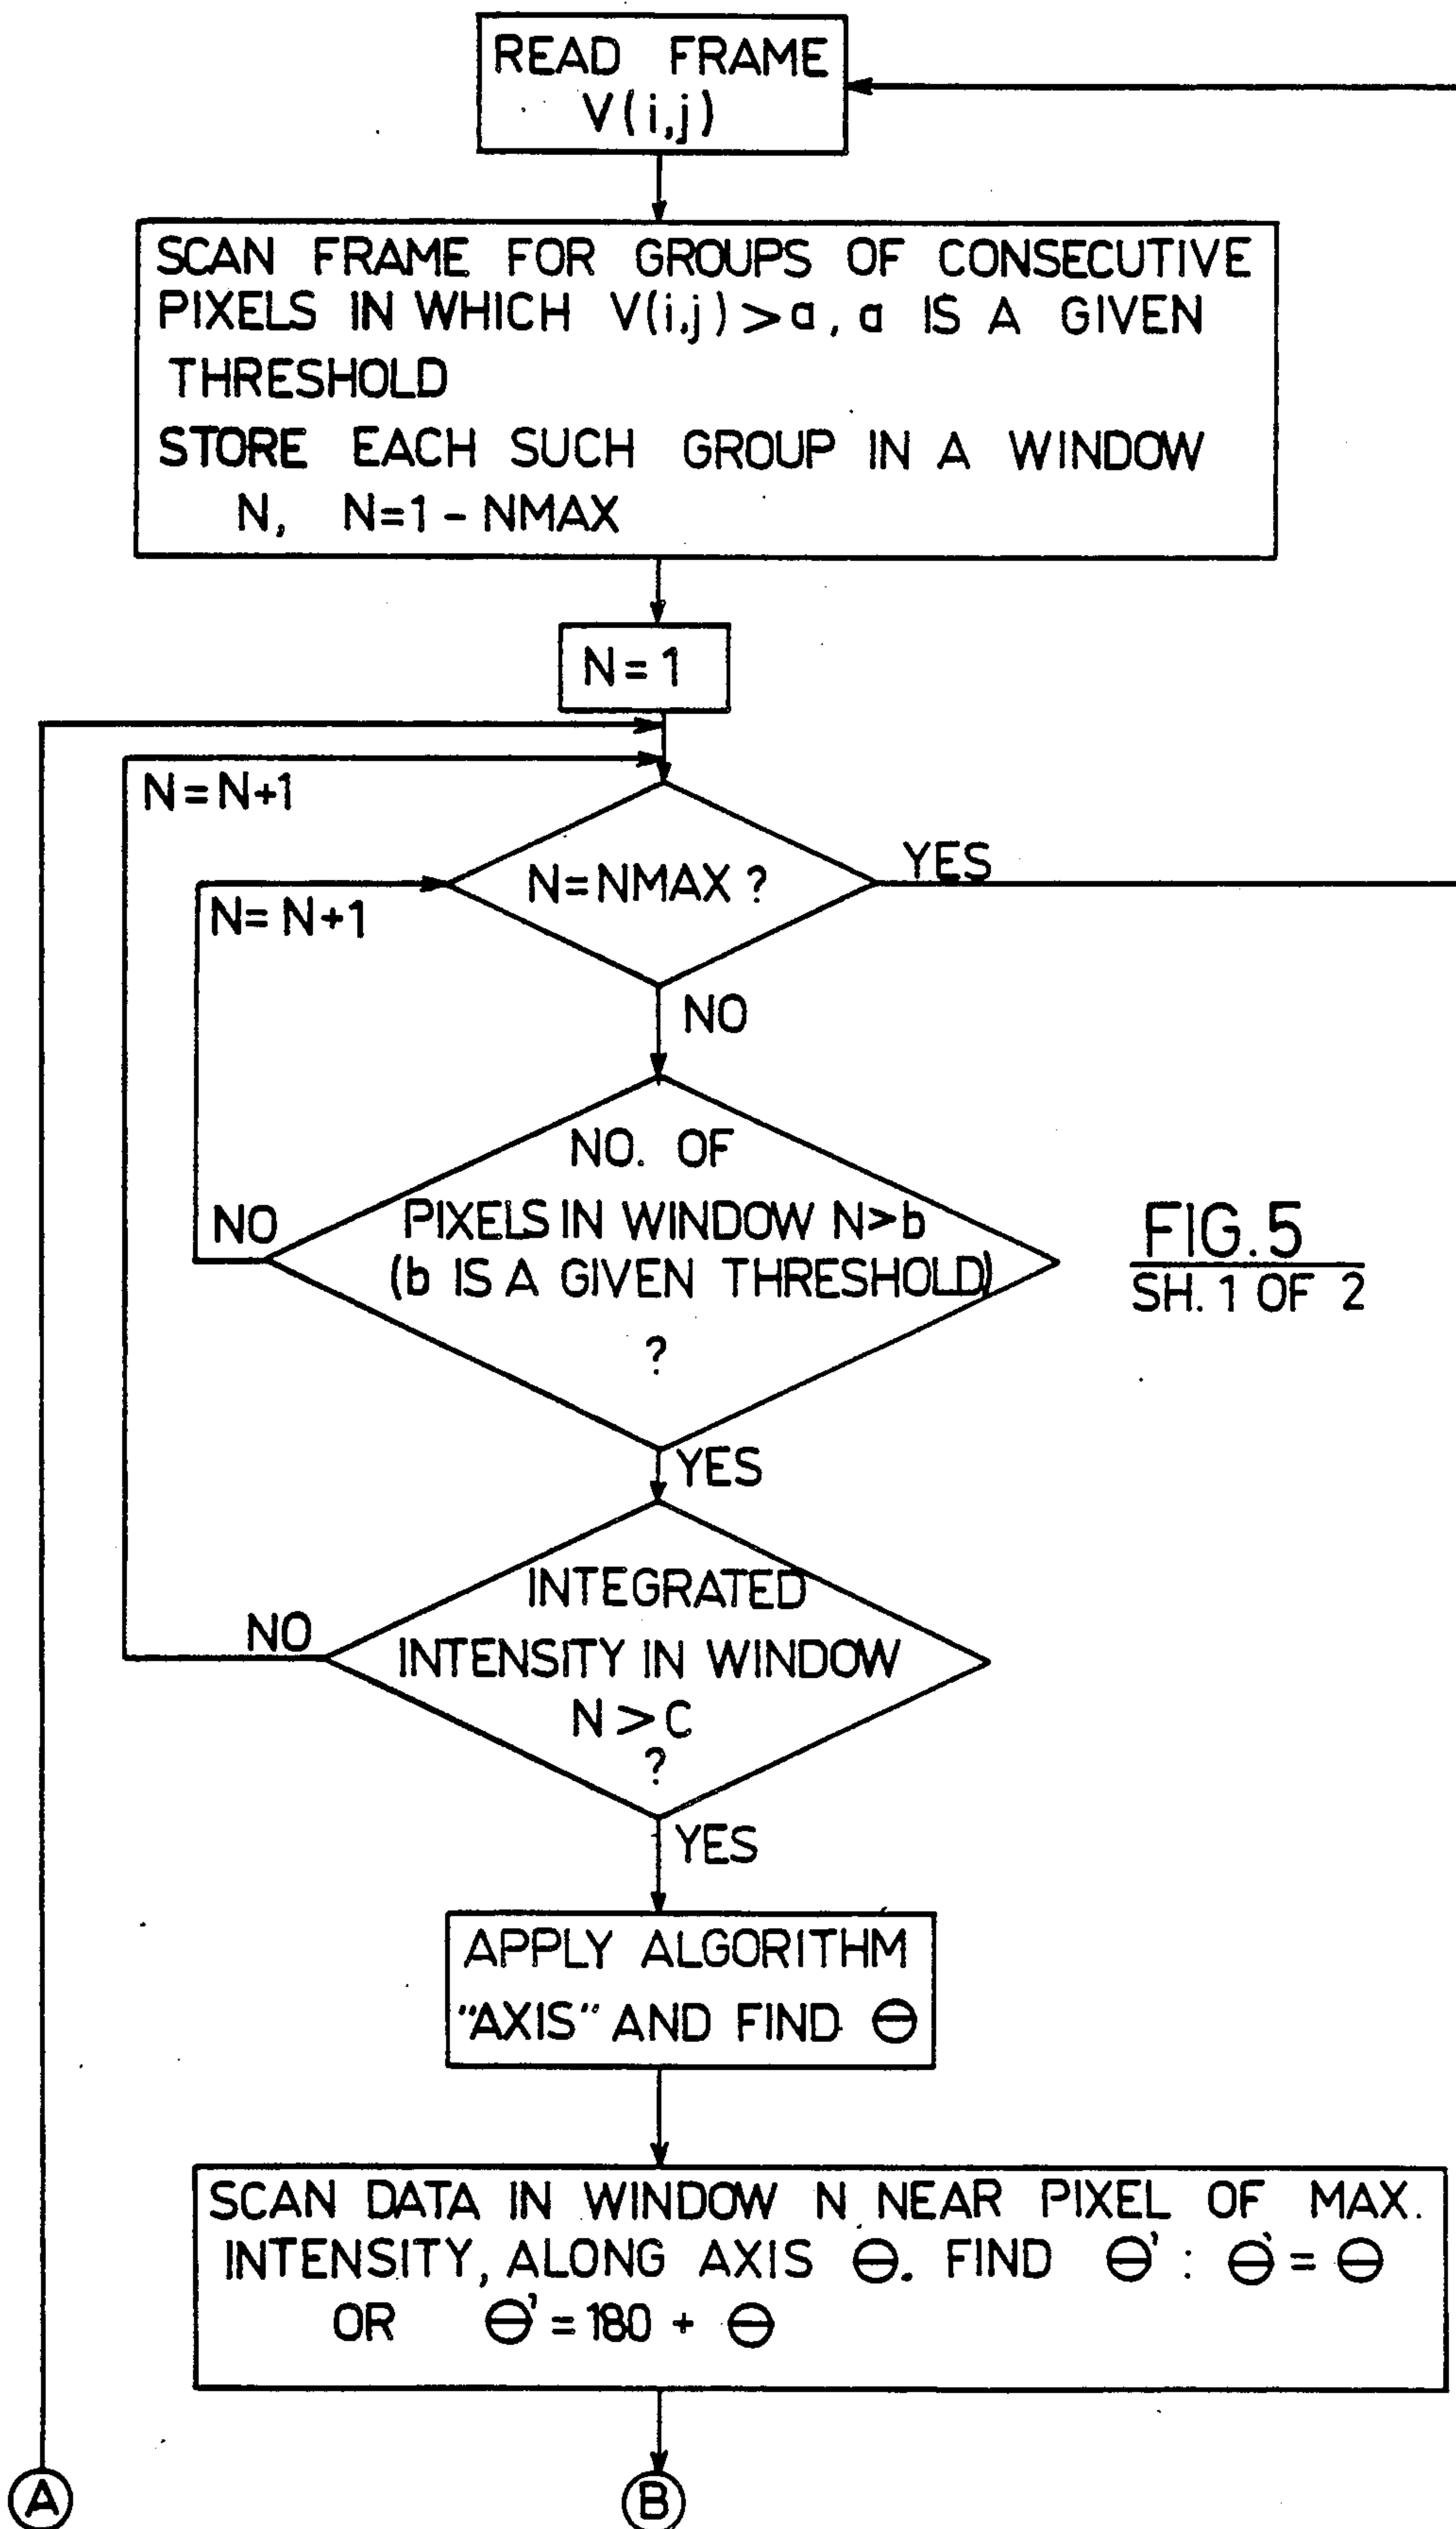 READ FRAME
V(i,j)
SCAN FRAME FOR GROUPS OF CONSECUTIVE
PIXELS IN WHICH V(i,j) > a, a IS A GIVEN
THRESHOLD
STORE EACH SUCH GROUP IN A WINDOW
N, N=1 - NMAX
N = 1
N = N+1
N=NMAX ?
YES
N= N+1
NO
NO. OF
PIXELS IN WINDOW N>b
(b IS A GIVEN THRESHOLD)
?
NO
FIG. 5
SH. 1 OF 2
YES
INTEGRATED
INTENSITY IN WINDOW
N > C
?
NO
YES
APPLY ALGORITHM
"AXIS" AND FIND Θ
SCAN DATA IN WINDOW N NEAR PIXEL OF MAX.
INTENSITY, ALONG AXIS Θ. FIND Θ' : Θ' = Θ
OR Θ' = 180 + Θ
A
B